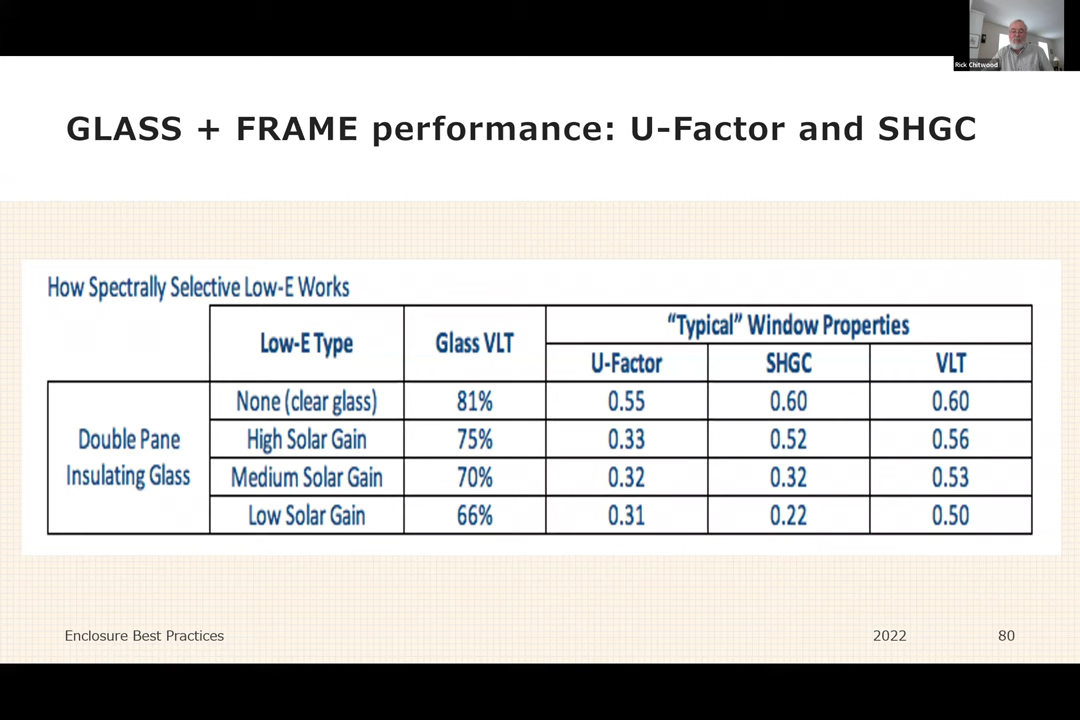 Rick Chitwood
GLASS + FRAME performance: U-Factor and SHGC
How Spectrally Selective Low-E Works
Low-E Type Glass VLT "Typical" Window Properties
U-Factor SHGC VLT
Double Pane Insulating Glass
None (clear glass) 81% 0.55 0.60 0.60
High Solar Gain 75% 0.33 0.52 0.56
Medium Solar Gain 70% 0.32 0.32 0.53
Low Solar Gain 66% 0.31 0.22 0.50
Enclosure Best Practices 2022 80